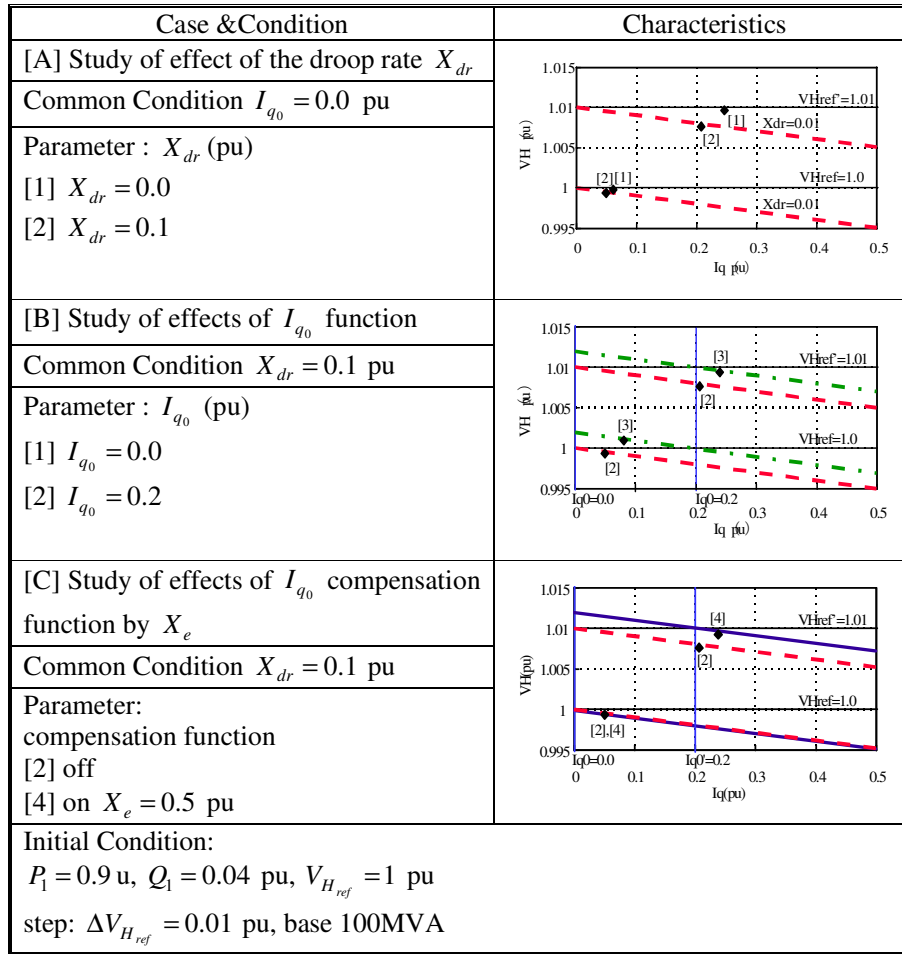 Case &Condition
Characteristics
[A] Study of effect of the droop rate X_dr
Common Condition I_q0 = 0.0 pu
Parameter : X_dr (pu)
[1] X_dr = 0.0
[2] X_dr = 0.1
1.015
1.01
1.005
1
0.995
VH (pu)
VHref'=1.01
[1]
Xdr=0.01
[2]
[2] [1]
VHref=1.0
Xdr=0.01
0 0.1 0.2 0.3 0.4 0.5
Iq (pu)
[B] Study of effects of I_q0 function
Common Condition X_dr = 0.1 pu
Parameter : I_q0 (pu)
[1] I_q0 = 0.0
[2] I_q0 = 0.2
1.015
1.01
1.005
1
0.995
VH (pu)
[3]
VHref'=1.01
[2]
[3]
VHref=1.0
[2]
Iq0=0.0 Iq0=0.2
0 0.1 0.2 0.3 0.4 0.5
Iq (pu)
[C] Study of effects of I_q0 compensation
function by X_e
Common Condition X_dr = 0.1 pu
Parameter:
compensation function
[2] off
[4] on X_e = 0.5 pu
1.015
1.01
1.005
1
0.995
VH(pu)
[4]
VHref'=1.01
[2]
VHref=1.0
[2],[4]
Iq0=0.0 Iq0'=0.2
0 0.1 0.2 0.3 0.4 0.5
Iq(pu)
Initial Condition:
P_1 = 0.9 u, Q_1 = 0.04 pu, V_Href = 1 pu
step: ΔV_Href = 0.01 pu, base 100MVA